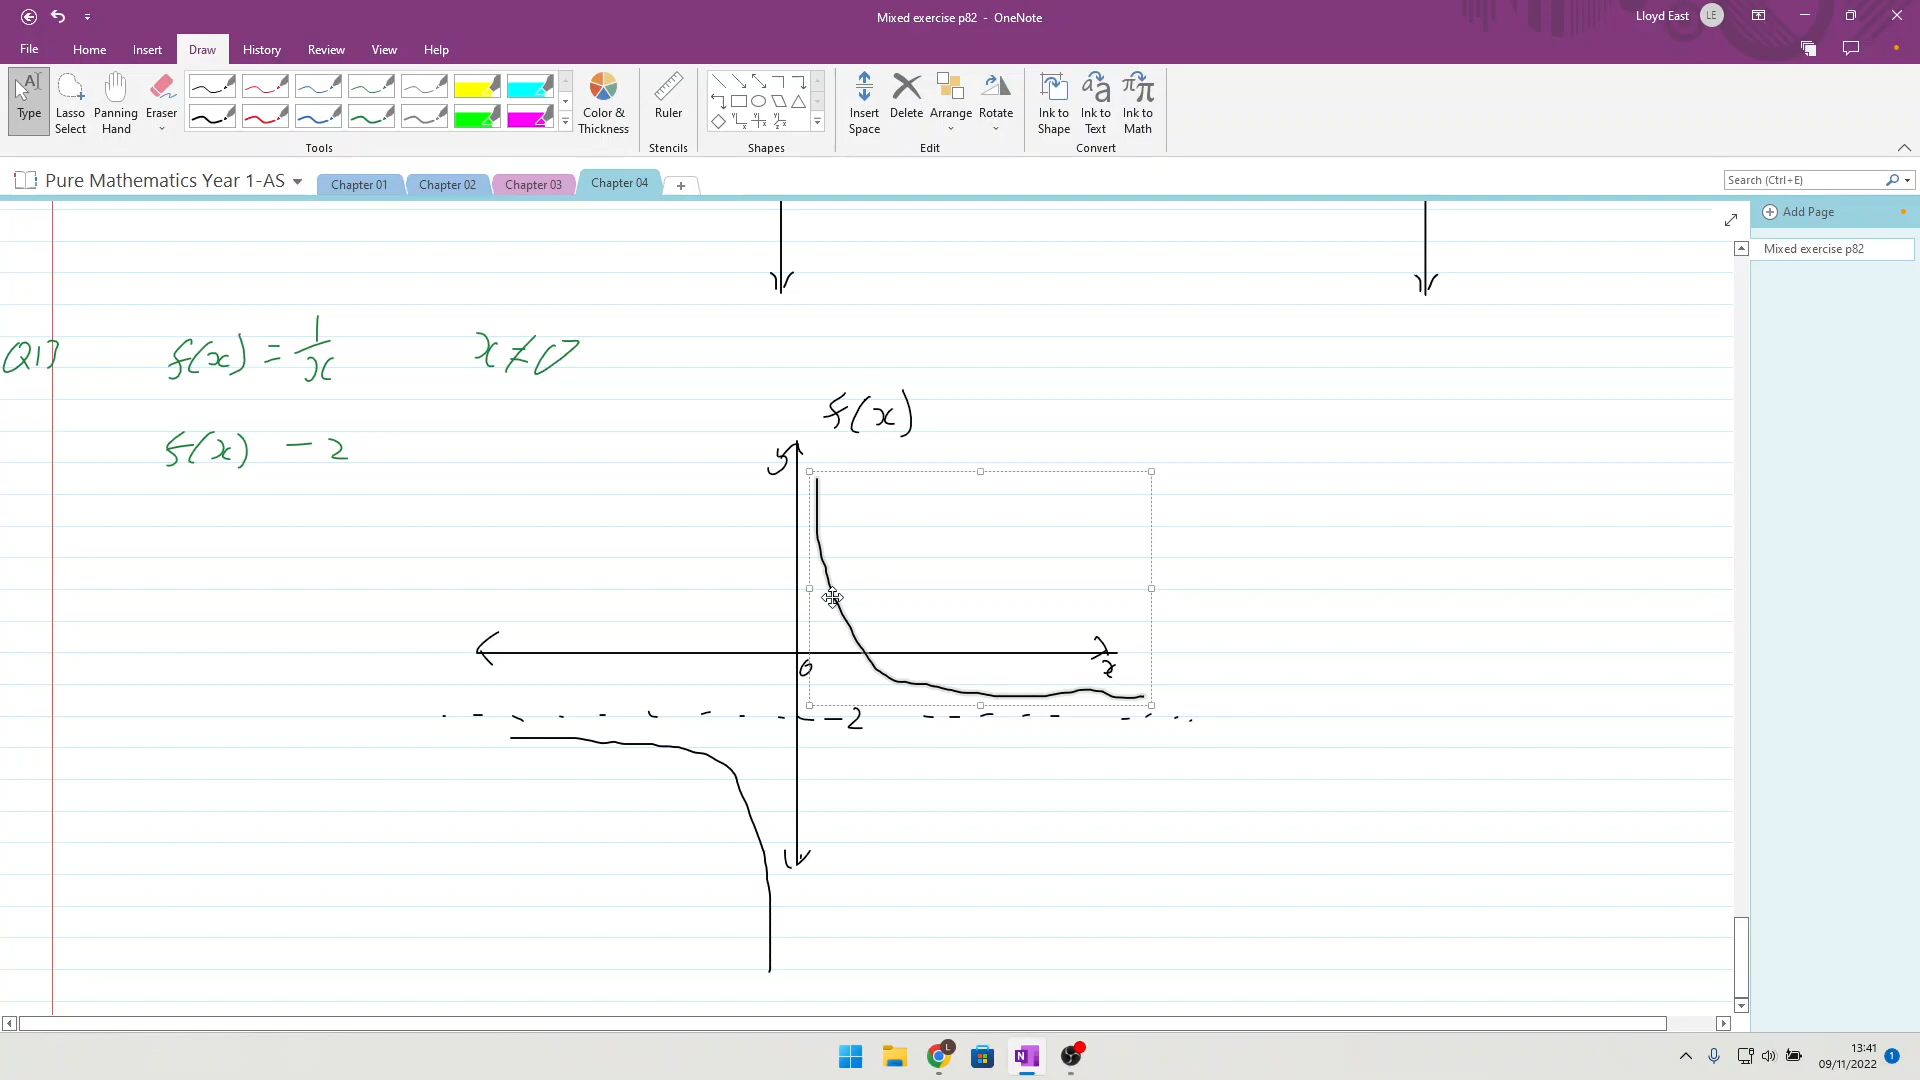 Mixed exercise p82 - OneNote
Lloyd East
LE
File
Home
Insert
Draw
History
Review
View
Help
Type
Lasso Select
Panning Hand
Eraser
Color & Thickness
Ruler
Insert Space
Delete
Arrange
Rotate
Ink to Shape
Ink to Text
Ink to Math
Tools
Stencils
Shapes
Edit
Convert
Pure Mathematics Year 1-AS
Chapter 01
Chapter 02
Chapter 03
Chapter 04
Search (Ctrl+E)
Add Page
Mixed exercise p82
f(x) = 1/x
x ≠ 0
f(x)
f(x) - 2
y
0
x
-2
L
N
13:41
09/11/2022
1